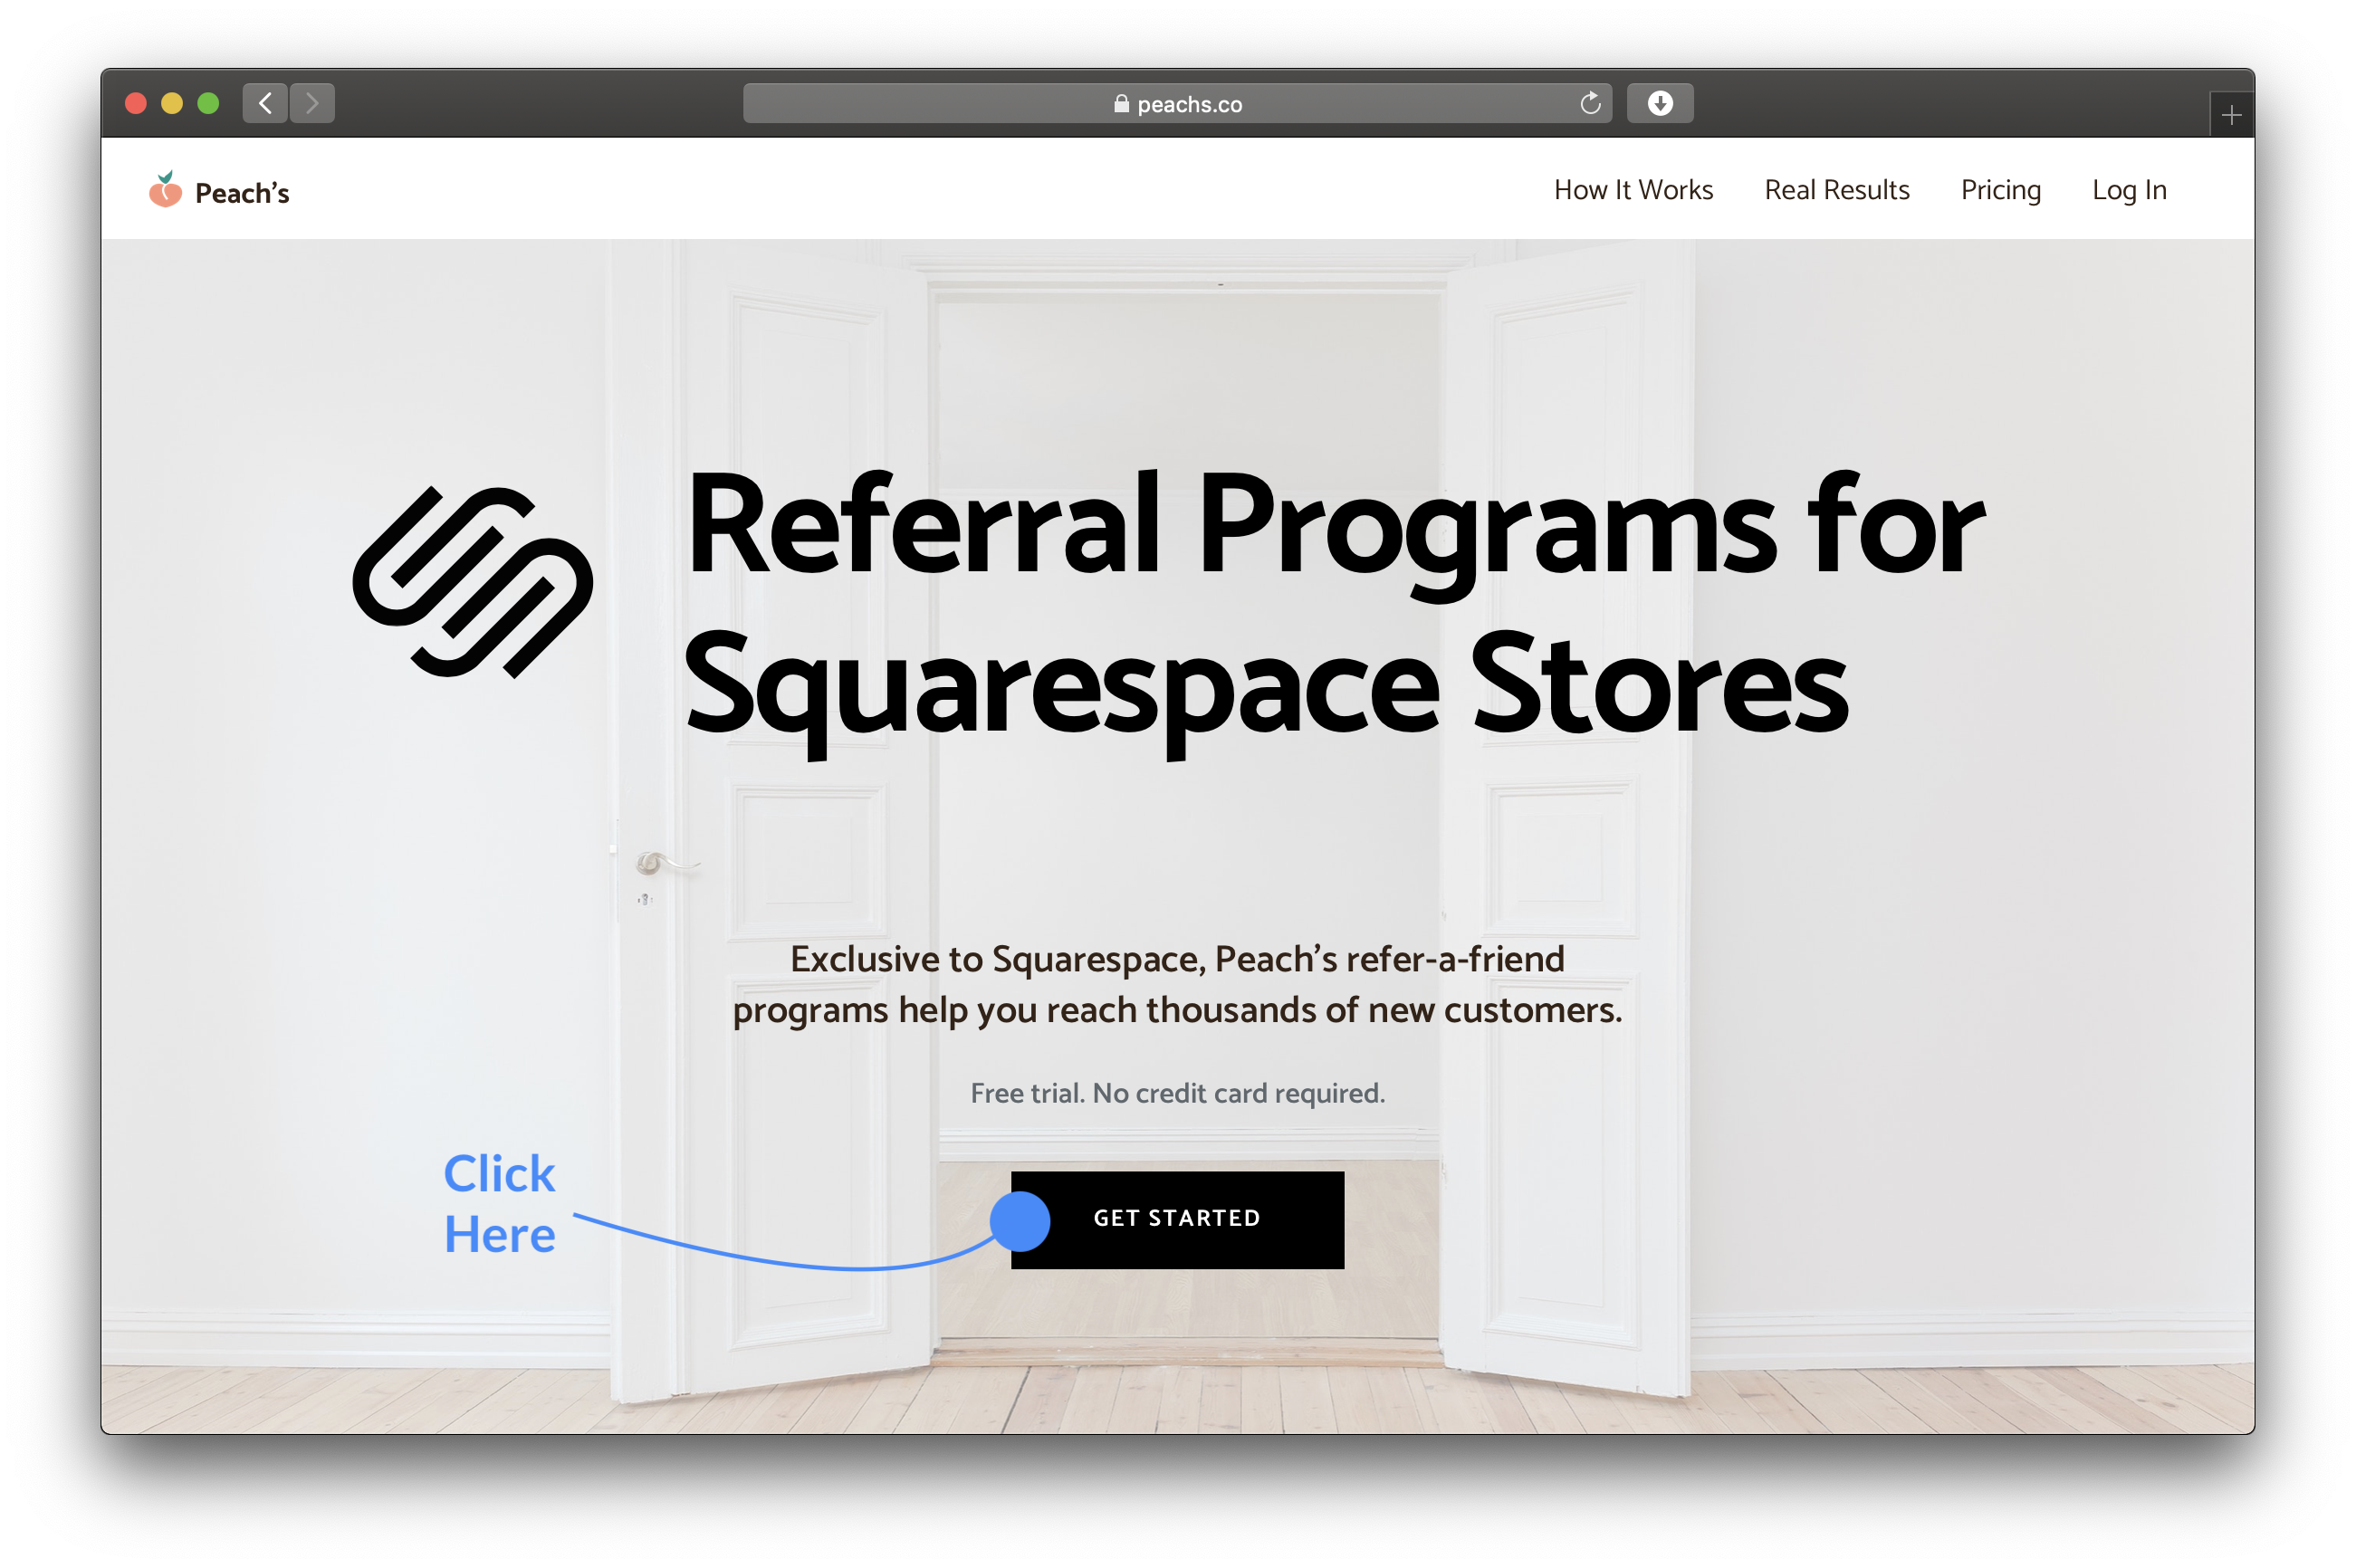 peachs.co
Peach’s
How It Works Real Results Pricing Log In
Referral Programs for
Squarespace Stores
Exclusive to Squarespace, Peach’s refer-a-friend
programs help you reach thousands of new customers.
Free trial. No credit card required.
Click
Here
GET STARTED